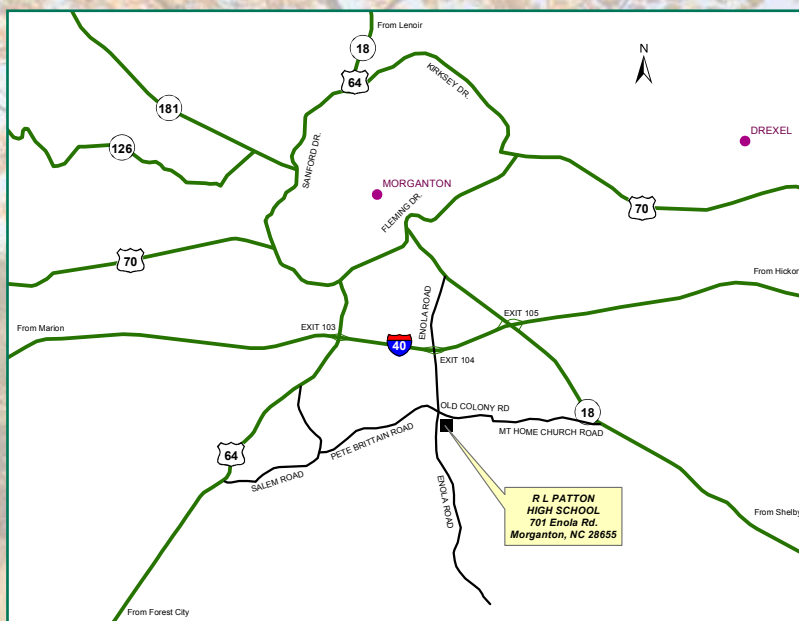 From Lenoir
18
64
KIRKSEY DR.
N
181
126
SANFORD DR.
DREXEL
MORGANTON
FLEMING DR.
70
70
From Hickor
ENOLA ROAD
EXIT 105
From Marion
EXIT 103
40
EXIT 104
OLD COLONY RD
18
MT HOME CHURCH ROAD
PETE BRITTAIN ROAD
64
SALEM ROAD
ENOLA ROAD
R L PATTON
HIGH SCHOOL
701 Enola Rd.
Morganton, NC 28655
From Shelby
From Forest City